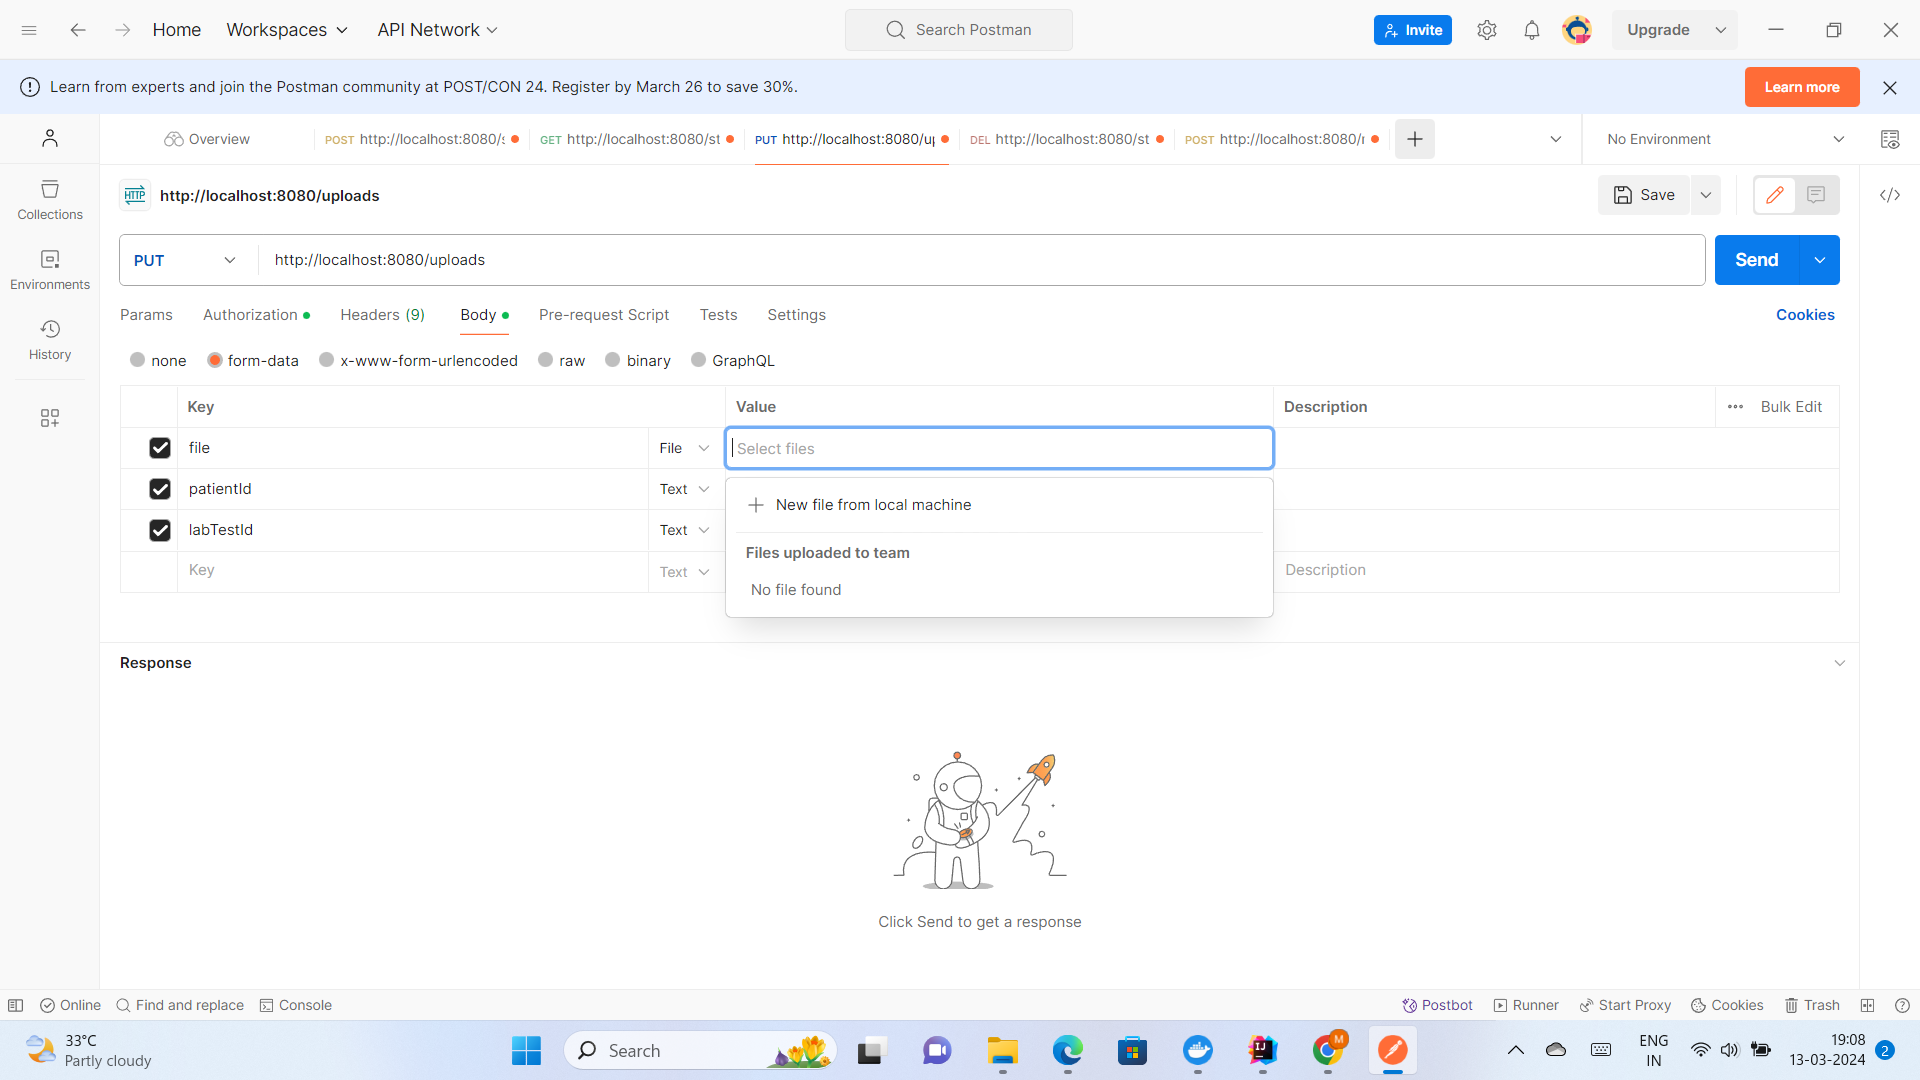 Home Workspaces API Network Search Postman Invite Upgrade
Learn from experts and join the Postman community at POST/CON 24. Register by March 26 to save 30%. Learn more
Overview POST http://localhost:8080/s GET http://localhost:8080/st PUT http://localhost:8080/up DEL http://localhost:8080/st POST http://localhost:8080/r No Environment
HTTP http://localhost:8080/uploads Save
Collections
PUT http://localhost:8080/uploads Send
Environments
Params Authorization Headers (9) Body Pre-request Script Tests Settings Cookies
History
none form-data x-www-form-urlencoded raw binary GraphQL
Key Value Description Bulk Edit
file File Select files
patientId Text
New file from local machine
labTestId Text
Files uploaded to team
Key Text Description
No file found
Response
Click Send to get a response
Online Find and replace Console Postbot Runner Start Proxy Cookies Trash
33°C
Partly cloudy
Search
M
IJ
ENG
IN
19:08
13-03-2024
2